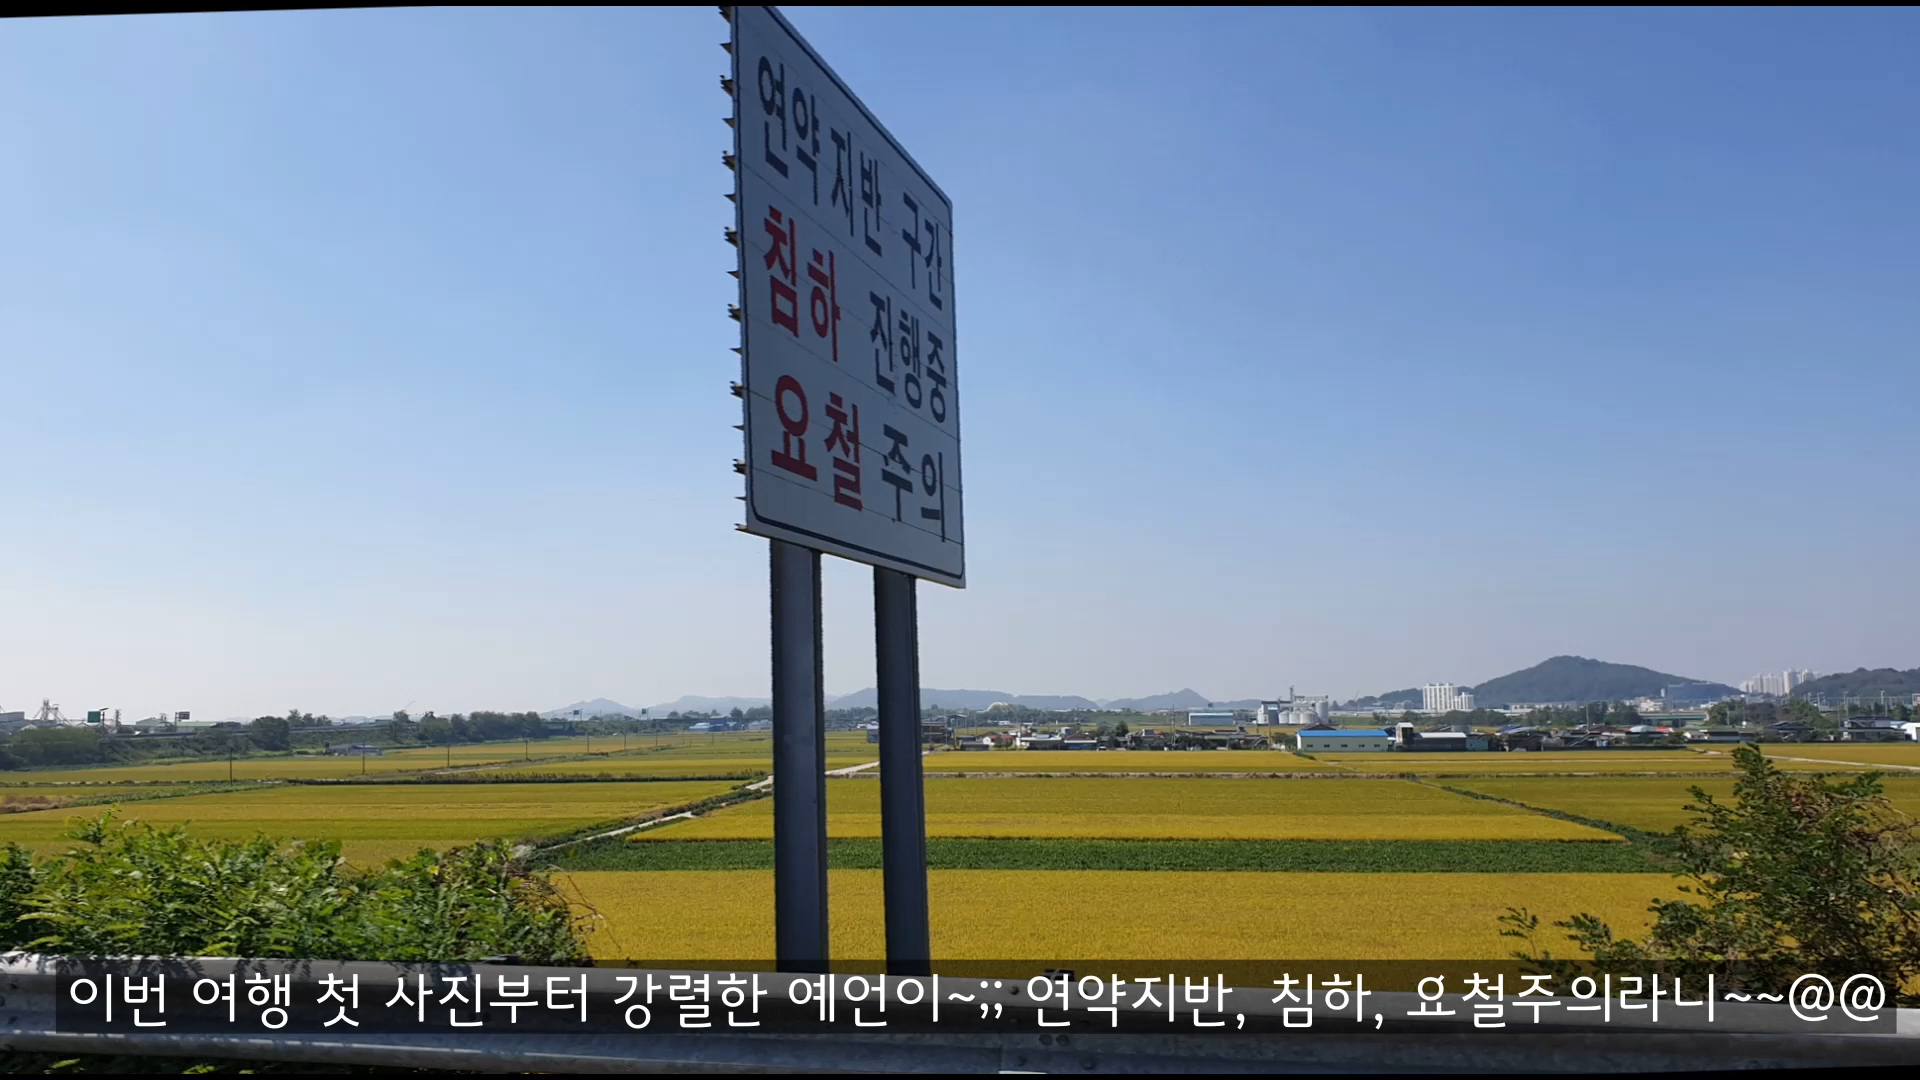 연약지반 구간
침하 진행중
요철 주의
이번 여행 첫 사진부터 강렬한 예언이~;; 연약지반, 침하, 요철주의라니~~@@